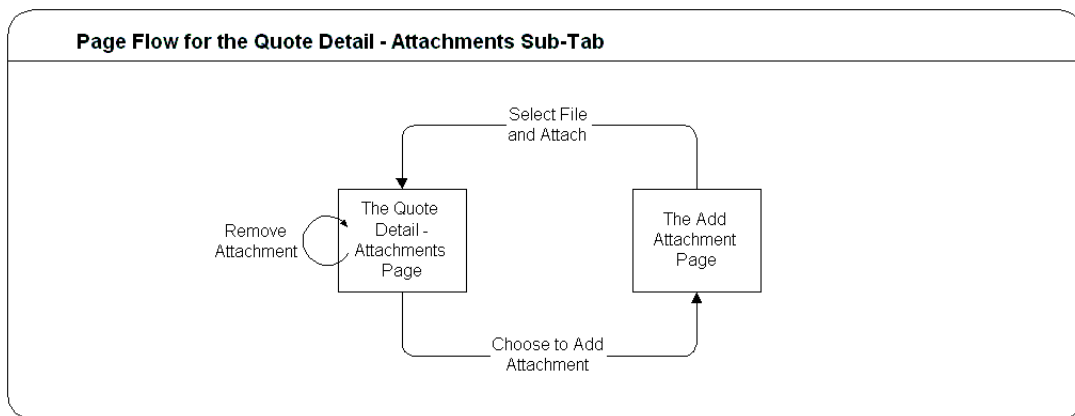 Page Flow for the Quote Detail - Attachments Sub-Tab
Select File
and Attach
The Quote
Detail -
Attachments
Page
The Add
Attachment
Page
Remove
Attachment
Choose to Add
Attachment